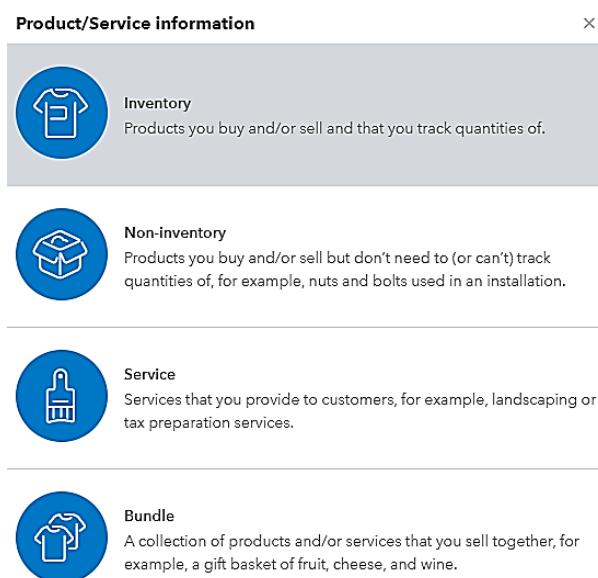 Product/Service information
Inventory
Products you buy and/or sell and that you track quantities of.
Non-inventory
Products you buy and/or sell but don't need to (or can't) track
quantities of, for example, nuts and bolts used in an installation.
Service
Services that you provide to customers, for example, landscaping or
tax preparation services.
Bundle
A collection of products and/or services that you sell together, for
example, a gift basket of fruit, cheese, and wine.